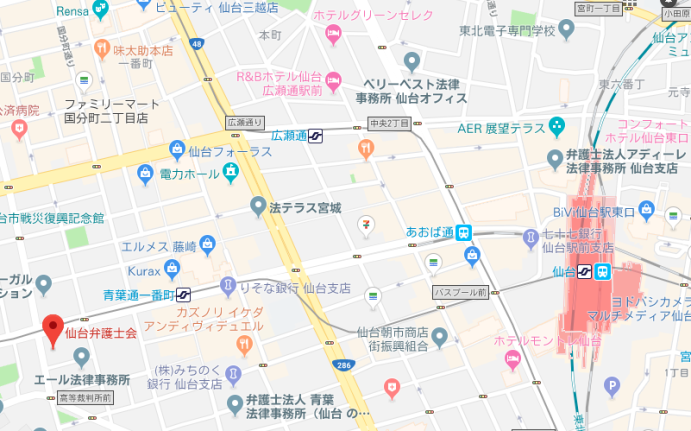 Rensa
ビューティ 仙台三越店
ホテルグリーンセレク
宮町一丁目
小田原
国分町通り
味太助本店
一番町
48
本町
東北電子専門学校
仙台ア
ミュ
国分町
R&Bホテル仙台
広瀬通駅前
ベリーベスト法律
事務所 仙台オフィス
東六番丁
元寺
ファミリーマート
国分町二丁目店
公済病院
広瀬通り
中央2丁目
広瀬通
AER 展望テラス
コンフォート
ホテル仙台東口
仙台フォーラス
電力ホール
弁護士法人アディーレ
法律事務所 仙台支店
台市戦災復興記念館
法テラス宮城
BiVi仙台駅東口
あおば通
七十七銀行
仙台駅前支店
エルメス 藤崎
Kurax
ーガル
ション
青葉通一番町
りそな銀行 仙台支店
バスプール前
仙台
ヨドバシカメラ
マルチメディア仙台
カズノリ イケダ
アンディヴィデュエル
仙台弁護士会
仙台朝市商店
街振興組合
ホテルモント
仙台
エール法律事務所
286
(株)みちのく
銀行 仙台支店
高等裁判所前
弁護士法人 青葉
法律事務所（仙台 の…
宮
1丁目
P
東北